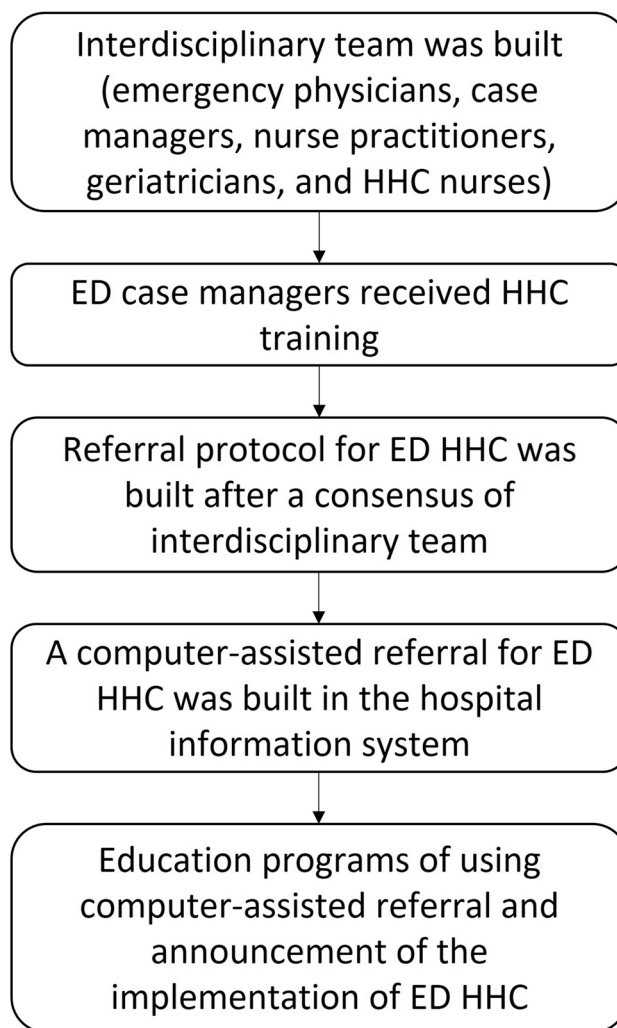 Interdisciplinary team was built
(emergency physicians, case
managers, nurse practitioners,
geriatricians, and HHC nurses)
ED case managers received HHC
training
Referral protocol for ED HHC was
built after a consensus of
interdisciplinary team
A computer-assisted referral for ED
HHC was built in the hospital
information system
Education programs of using
computer-assisted referral and
announcement of the
implementation of ED HHC